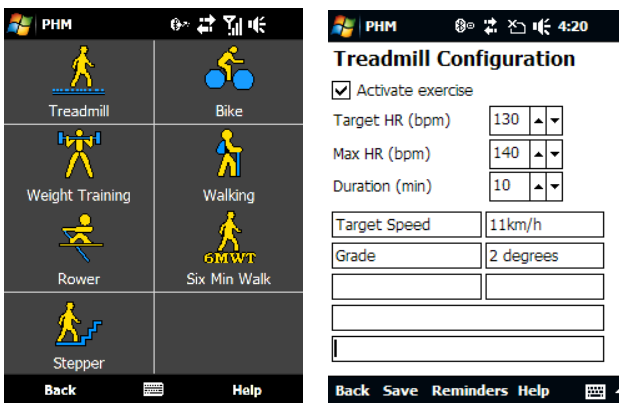 PHM
Treadmill Bike
Weight Training Walking
6MWT
Rower Six Min Walk
Stepper
Back Help
PHM 4:20
Treadmill Configuration
Activate exercise
Target HR (bpm) 130
Max HR (bpm) 140
Duration (min) 10
Target Speed 11km/h
Grade 2 degrees
Back Save Reminders Help